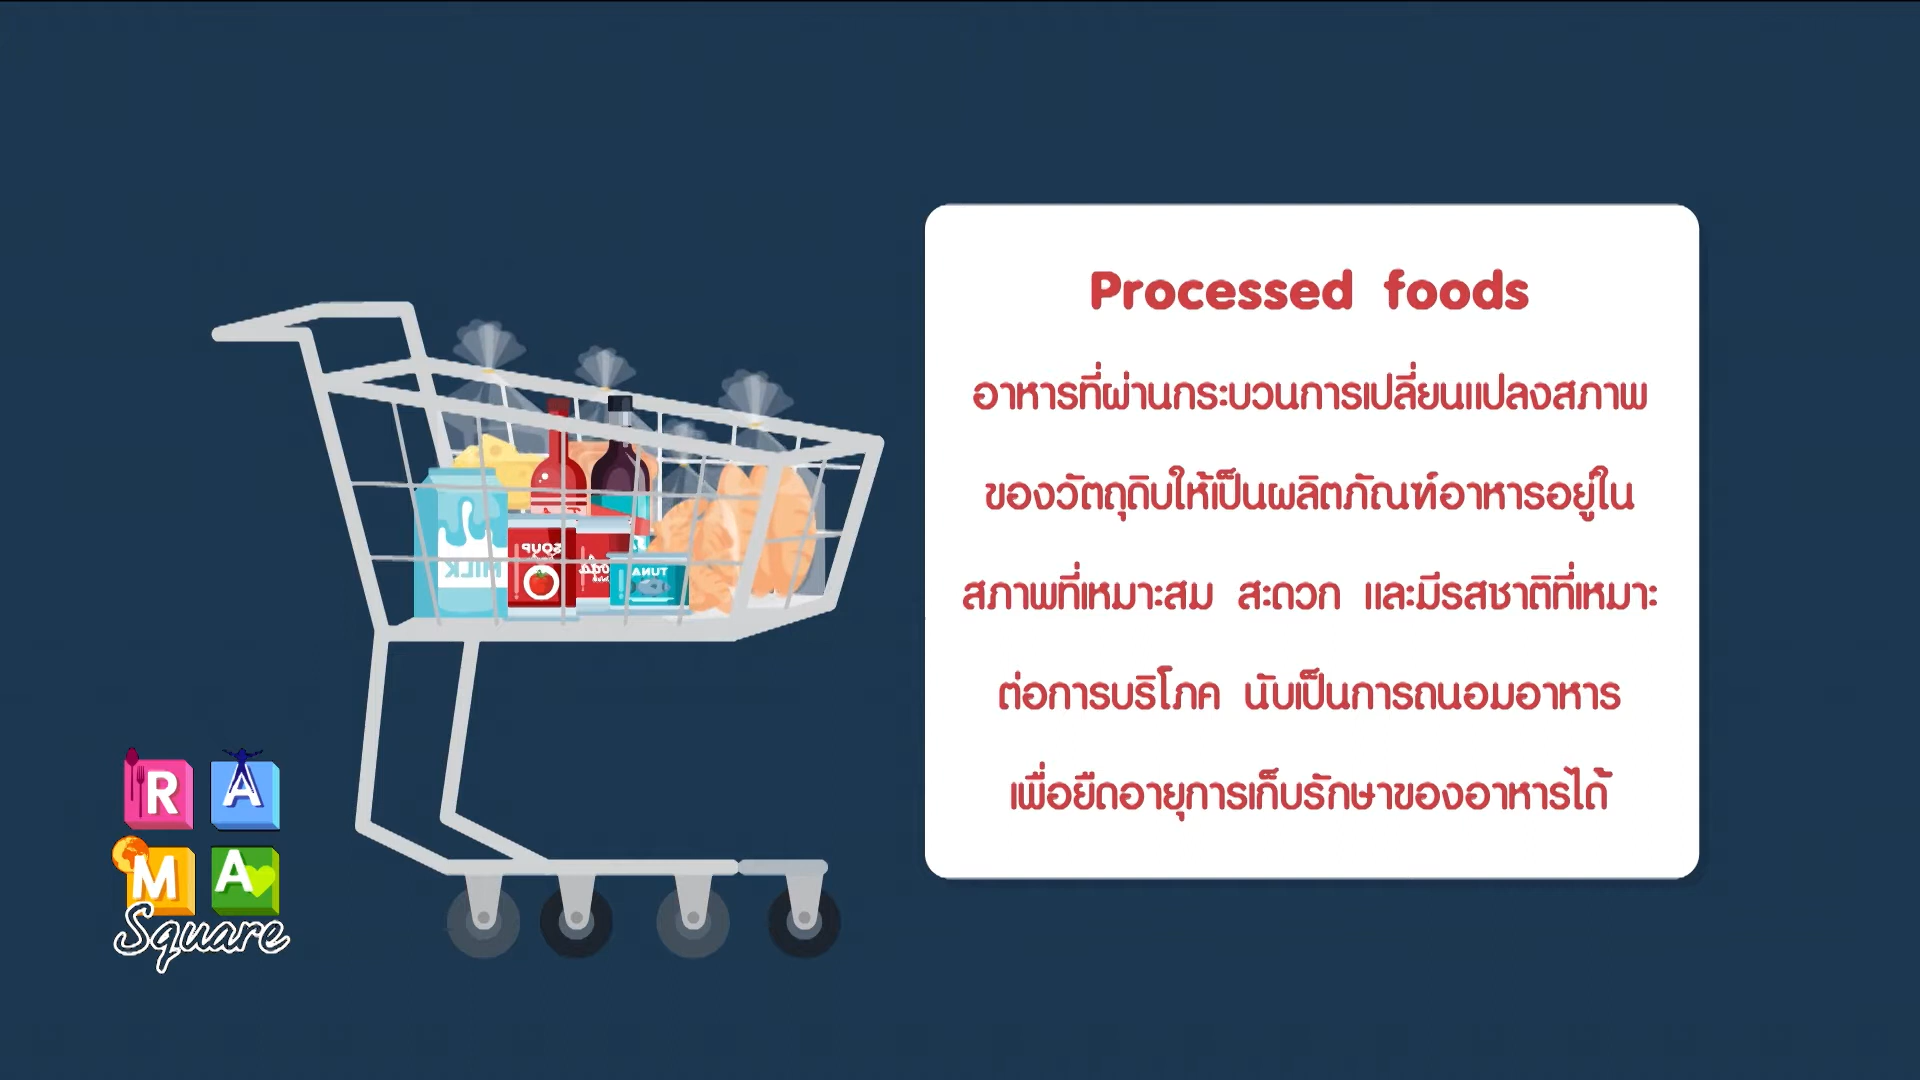 Processed foods
อาหารที่ผ่านกระบวนการเปลี่ยนแปลงสภาพ
ของวัตถุดิบให้เป็นผลิตภัณฑ์อาหารอยู่ใน
สภาพที่เหมาะสม สะดวก และมีรสชาติที่เหมาะ
ต่อการบริโภค นับเป็นการถนอมอาหาร
เพื่อยืดอายุการเก็บรักษาของอาหารได้
MILK
SOUP
TUNA
RA
MA
Square